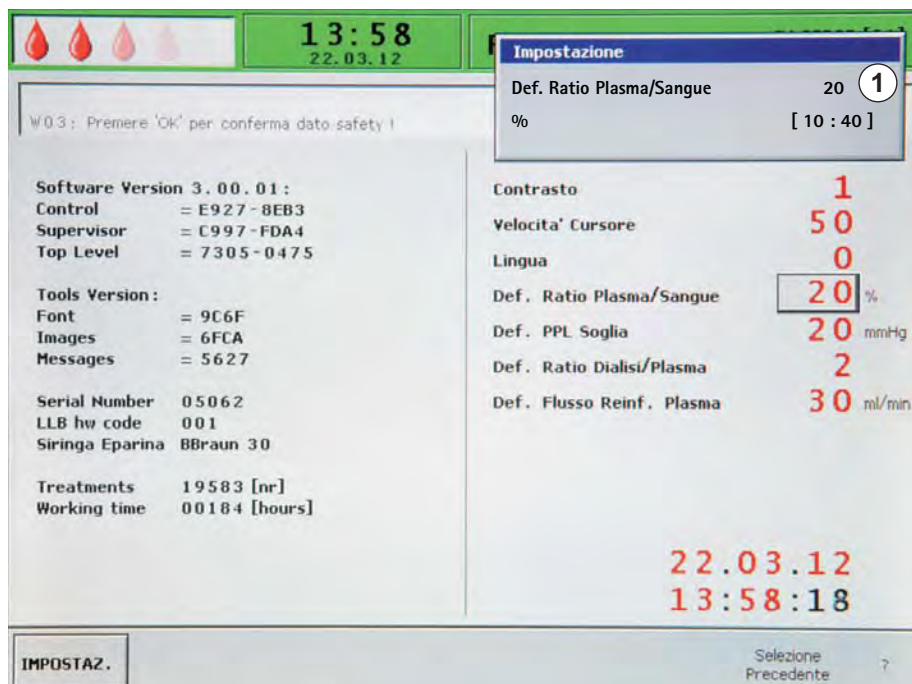 13:58
22.03.12
Impostazione
Def. Ratio Plasma/Sangue 20
% [ 10 : 40 ]
1
W03: Premere 'OK' per conferma dato safety !
Software Version 3.00.01:
Control = E927-8EB3
Supervisor = C997-FDA4
Top Level = 7305-0475
Tools Version:
Font = 9C6F
Images = 6FCA
Messages = 5627
Serial Number 05062
LLB hw code 001
Siringa Eparina BBraun 30
Treatments 19583 [nr]
Working time 00184 [hours]
Contrasto 1
Velocita' Cursore 50
Lingua 0
Def. Ratio Plasma/Sangue 20 %
Def. PPL Soglia 20 mmHg
Def. Ratio Dialisi/Plasma 2
Def. Flusso Reinf. Plasma 30 ml/min
22.03.12
13:58:18
IMPOSTAZ.
Selezione
Precedente
?